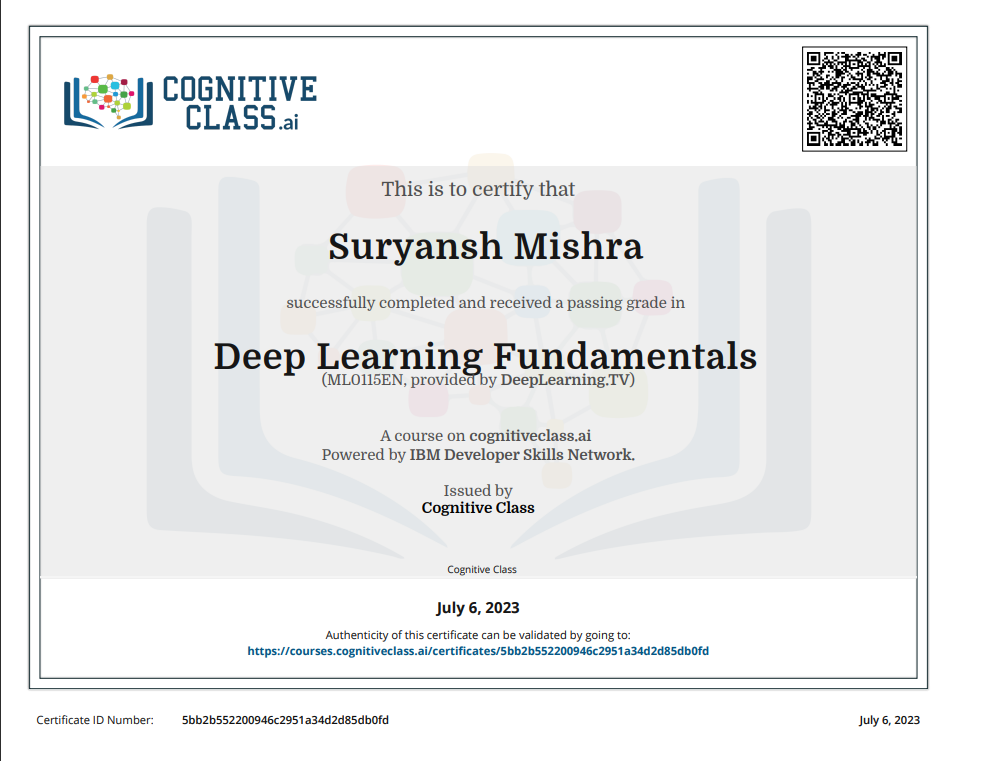 COGNITIVE
CLASS.ai
This is to certify that
Suryansh Mishra
successfully completed and received a passing grade in
Deep Learning Fundamentals
(ML0115EN, provided by DeepLearning.TV)
A course on cognitiveclass.ai
Powered by IBM Developer Skills Network.
Issued by
Cognitive Class
Cognitive Class
July 6, 2023
Authenticity of this certificate can be validated by going to:
https://courses.cognitiveclass.ai/certificates/5bb2b552200946c2951a34d2d85db0fd
Certificate ID Number: 5bb2b552200946c2951a34d2d85db0fd July 6, 2023